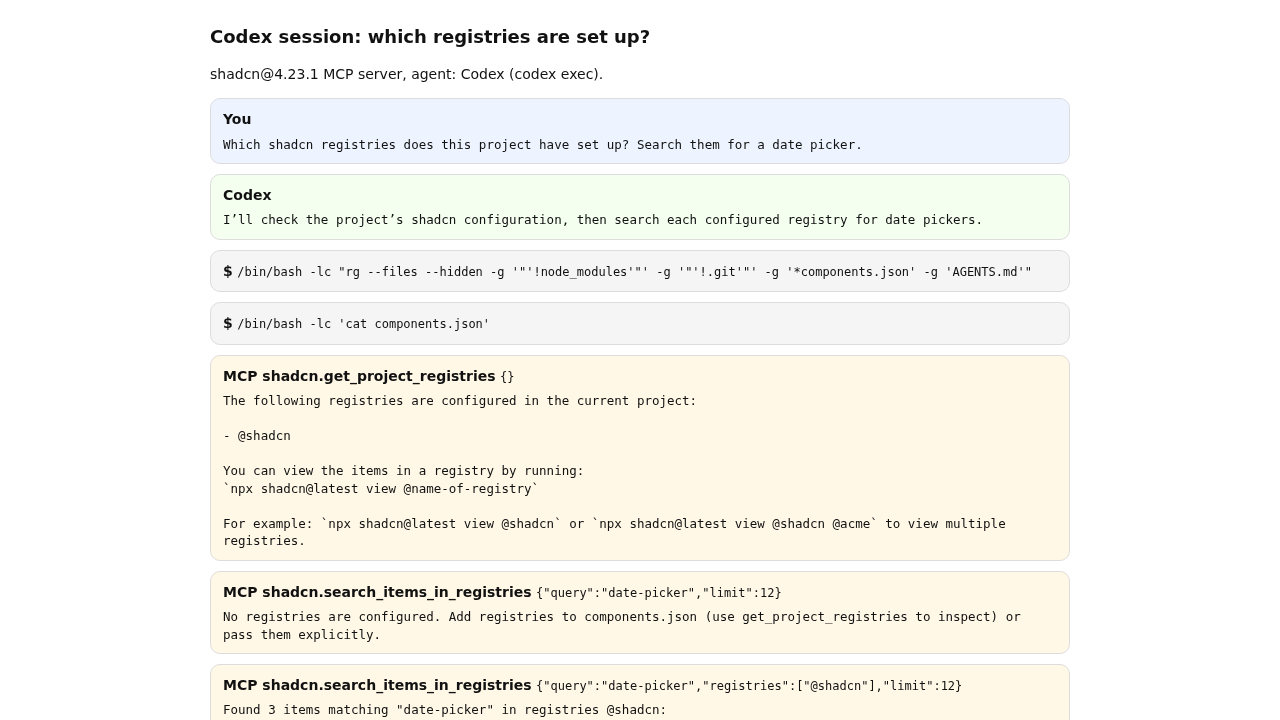 Codex session: which registries are set up?
shadcn@4.23.1 MCP server, agent: Codex (codex exec).
You
Which shadcn registries does this project have set up? Search them for a date picker.
Codex
I’ll check the project’s shadcn configuration, then search each configured registry for date pickers.
$ /bin/bash -lc "rg --files --hidden -g '"'!node_modules'"' -g '"'!.git'"' -g '*components.json' -g 'AGENTS.md'"
$ /bin/bash -lc 'cat components.json'
MCP shadcn.get_project_registries {}
The following registries are configured in the current project:
- @shadcn
You can view the items in a registry by running:
`npx shadcn@latest view @name-of-registry`
For example: `npx shadcn@latest view @shadcn` or `npx shadcn@latest view @shadcn @acme` to view multiple
registries.
MCP shadcn.search_items_in_registries {"query":"date-picker","limit":12}
No registries are configured. Add registries to components.json (use get_project_registries to inspect) or
pass them explicitly.
MCP shadcn.search_items_in_registries {"query":"date-picker","registries":["@shadcn"],"limit":12}
Found 3 items matching "date-picker" in registries @shadcn: